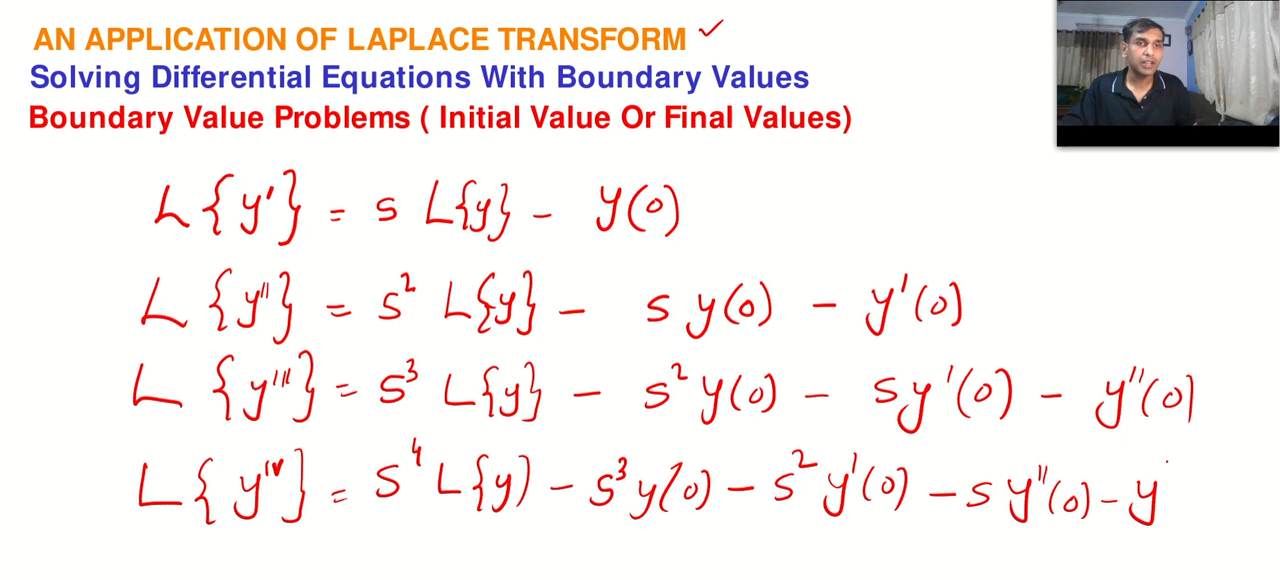 AN APPLICATION OF LAPLACE TRANSFORM ✓
Solving Differential Equations With Boundary Values
Boundary Value Problems ( Initial Value Or Final Values)
L{y'} = s L{y} - y(0)
L{y''} = s² L{y} - s y(0) - y'(0)
L{y'''} = s³ L{y} - s² y(0) - s y'(0) - y''(0)
L{y^{iv}} = s⁴ L{y) - s³ y(0) - s² y'(0) - s y''(0) - y